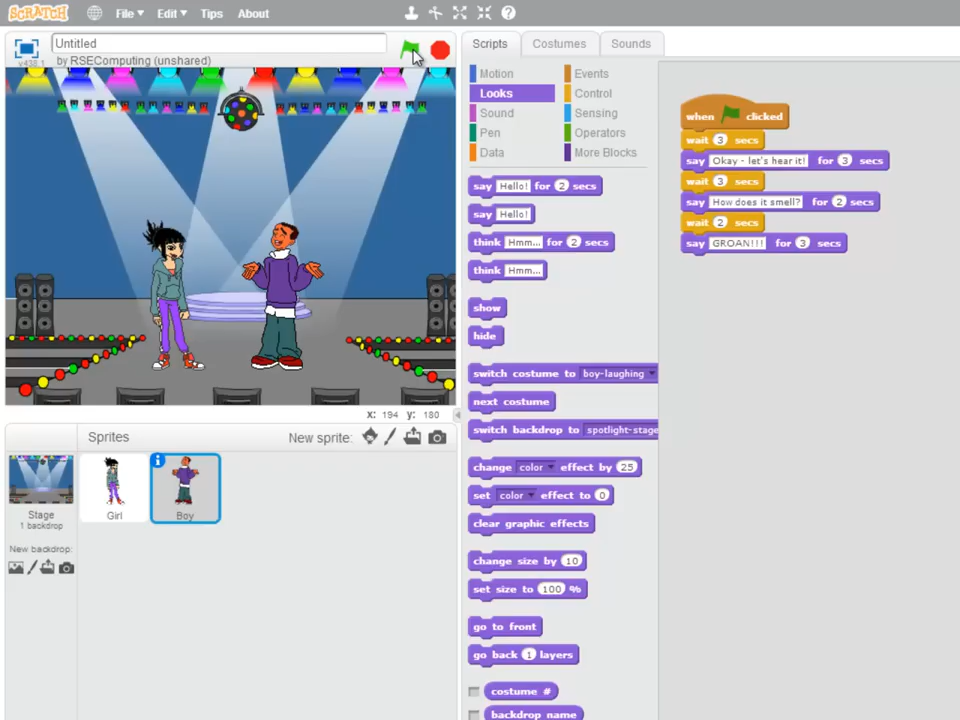 SCRATCH File Edit Tips About
Untitled
v438.1 by RSEComputing (unshared)
Scripts Costumes Sounds
Motion Events
Looks Control
Sound Sensing
Pen Operators
Data More Blocks
say Hello! for 2 secs
say Hello!
think Hmm... for 2 secs
think Hmm...
show
hide
switch costume to boy-laughing
next costume
switch backdrop to spotlight-stage
change color effect by 25
set color effect to 0
clear graphic effects
change size by 10
set size to 100 %
go to front
go back 1 layers
costume #
backdrop name
when clicked
wait 3 secs
say Okay - let's hear it! for 3 secs
wait 3 secs
say How does it smell? for 2 secs
wait 2 secs
say GROAN!!! for 3 secs
x: 194 y: 180
Sprites New sprite:
Stage
1 backdrop
New backdrop:
Girl
Boy